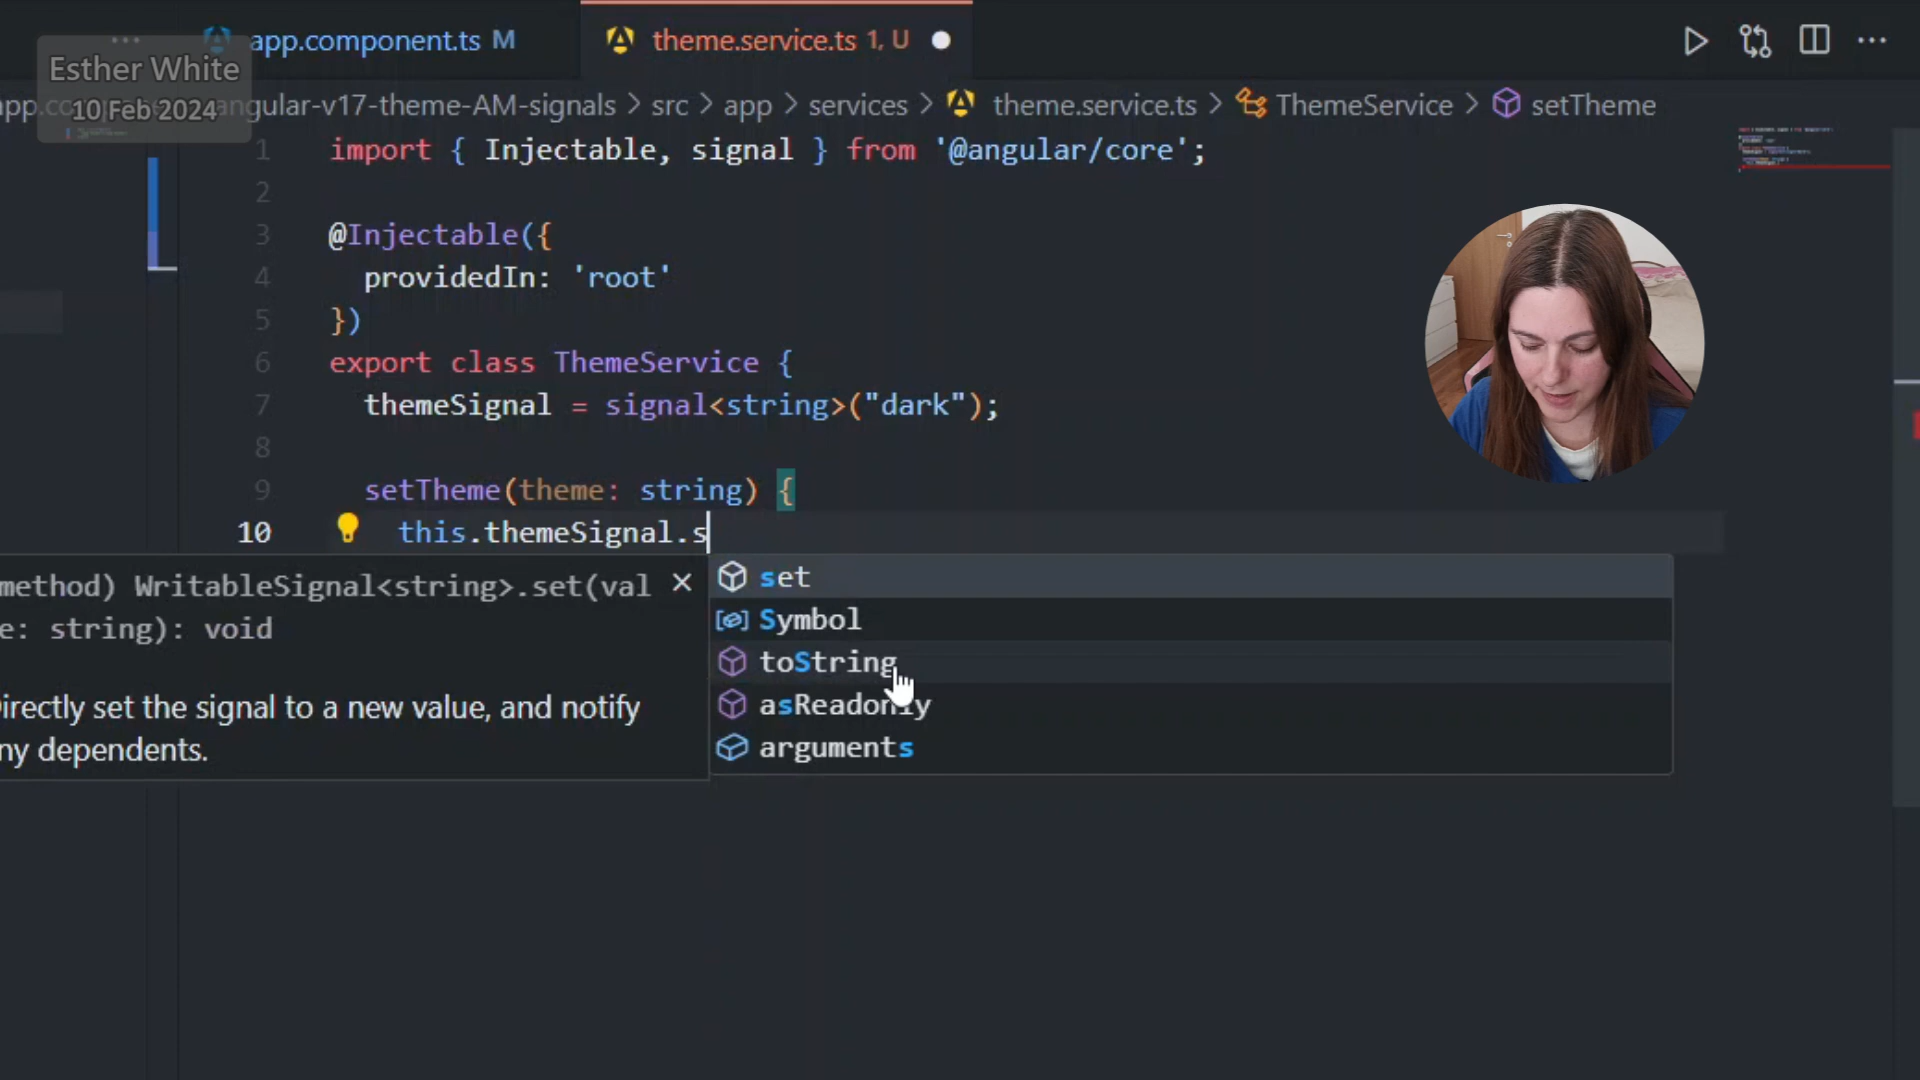 app.component.ts M
theme.service.ts 1, U
Esther White
10 Feb 2024
angular-v17-theme-AM-signals > src > app > services > theme.service.ts > ThemeService > setTheme
1 import { Injectable, signal } from '@angular/core';
2
3 @Injectable({
4 providedIn: 'root'
5 })
6 export class ThemeService {
7 themeSignal = signal<string>("dark");
8
9 setTheme(theme: string) {
10 this.themeSignal.s
method) WritableSignal<string>.set(val
e: string): void
irectly set the signal to a new value, and notify
ny dependents.
set
Symbol
toString
asReadonly
arguments